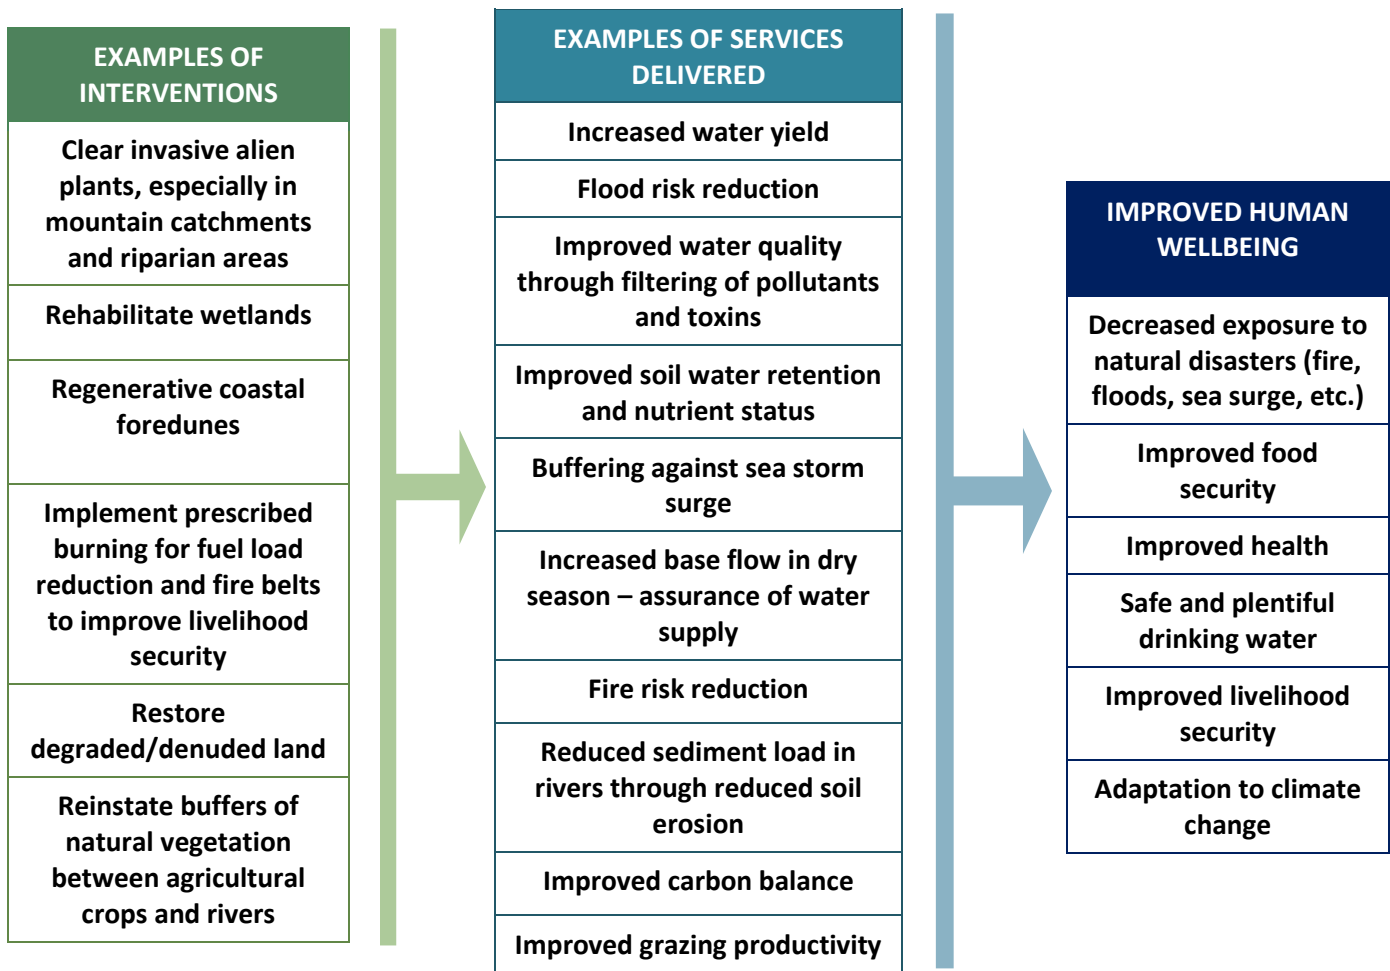 EXAMPLES OF
INTERVENTIONS
Clear invasive alien
plants, especially in
mountain catchments
and riparian areas
Rehabilitate wetlands
Regenerative coastal
foredunes
Implement prescribed
burning for fuel load
reduction and fire belts
to improve livelihood
security
Restore
degraded/denuded land
Reinstate buffers of
natural vegetation
between agricultural
crops and rivers
EXAMPLES OF SERVICES
DELIVERED
Increased water yield
Flood risk reduction
Improved water quality
through filtering of pollutants
and toxins
Improved soil water retention
and nutrient status
Buffering against sea storm
surge
Increased base flow in dry
season – assurance of water
supply
Fire risk reduction
Reduced sediment load in
rivers through reduced soil
erosion
Improved carbon balance
Improved grazing productivity
IMPROVED HUMAN
WELLBEING
Decreased exposure to
natural disasters (fire,
floods, sea surge, etc.)
Improved food
security
Improved health
Safe and plentiful
drinking water
Improved livelihood
security
Adaptation to climate
change